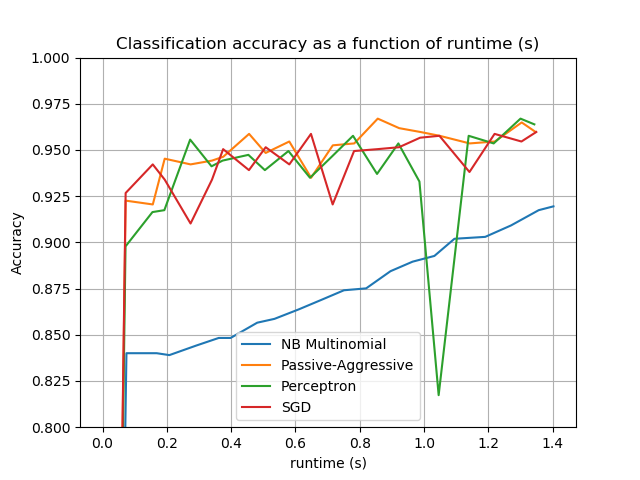 Classification accuracy as a function of runtime (s)
1.000
0.975
0.950
0.925
0.900
0.875
0.850
0.825
0.800
Accuracy
NB Multinomial
Passive-Aggressive
Perceptron
SGD
0.0 0.2 0.4 0.6 0.8 1.0 1.2 1.4
runtime (s)